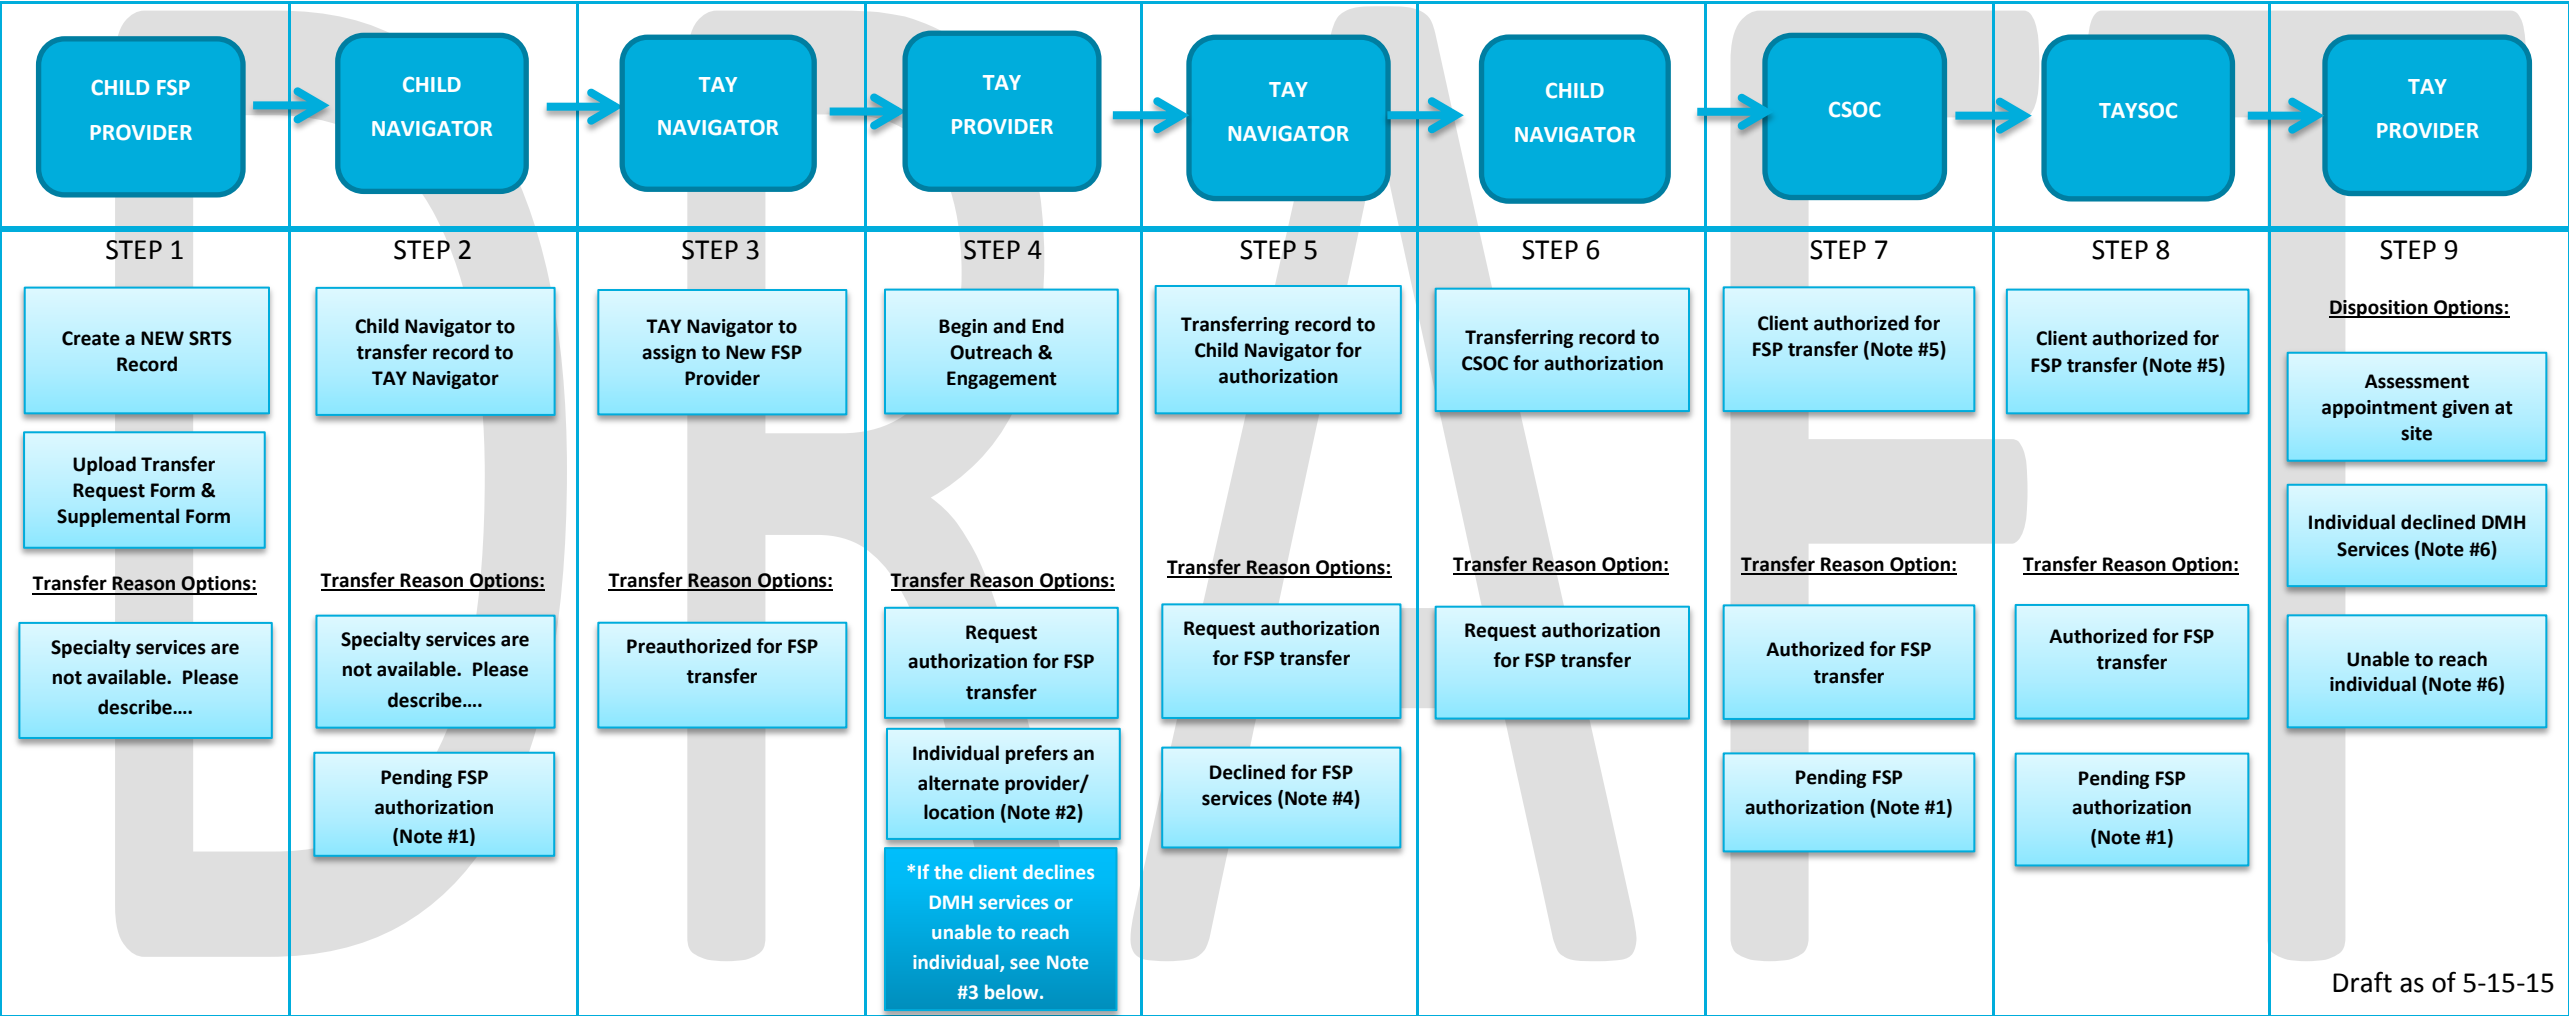 CHILD FSP
PROVIDER
CHILD
NAVIGATOR
TAY
NAVIGATOR
TAY
PROVIDER
TAY
NAVIGATOR
CHILD
NAVIGATOR
CSOC
TAYSOC
TAY
PROVIDER
STEP 1
Create a NEW SRTS
Record
Upload Transfer
Request Form &
Supplemental Form
Transfer Reason Options:
Specialty services are
not available.  Please
describe….
STEP 2
Child Navigator to
transfer record to
TAY Navigator
Transfer Reason Options:
Specialty services are
not available.  Please
describe….
Pending FSP
authorization
(Note #1)
STEP 3
TAY Navigator to
assign to New FSP
Provider
Transfer Reason Options:
Preauthorized for FSP
transfer
STEP 4
Begin and End
Outreach &
Engagement
Transfer Reason Options:
Request
authorization for FSP
transfer
Individual prefers an
alternate provider/
location (Note #2)
*If the client declines
DMH services or
unable to reach
individual, see Note
#3 below.
STEP 5
Transferring record to
Child Navigator for
authorization
Transfer Reason Options:
Request authorization
for FSP transfer
Declined for FSP
services (Note #4)
STEP 6
Transferring record to
CSOC for authorization
Transfer Reason Option:
Request authorization
for FSP transfer
STEP 7
Client authorized for
FSP transfer (Note #5)
Transfer Reason Option:
Authorized for FSP
transfer
Pending FSP
authorization (Note #1)
STEP 8
Client authorized for
FSP transfer (Note #5)
Transfer Reason Option:
Authorized for FSP
transfer
Pending FSP
authorization
(Note #1)
STEP 9
Disposition Options:
Assessment
appointment given at
site
Individual declined DMH
Services (Note #6)
Unable to reach
individual (Note #6)
Draft as of 5-15-15
DRAFT